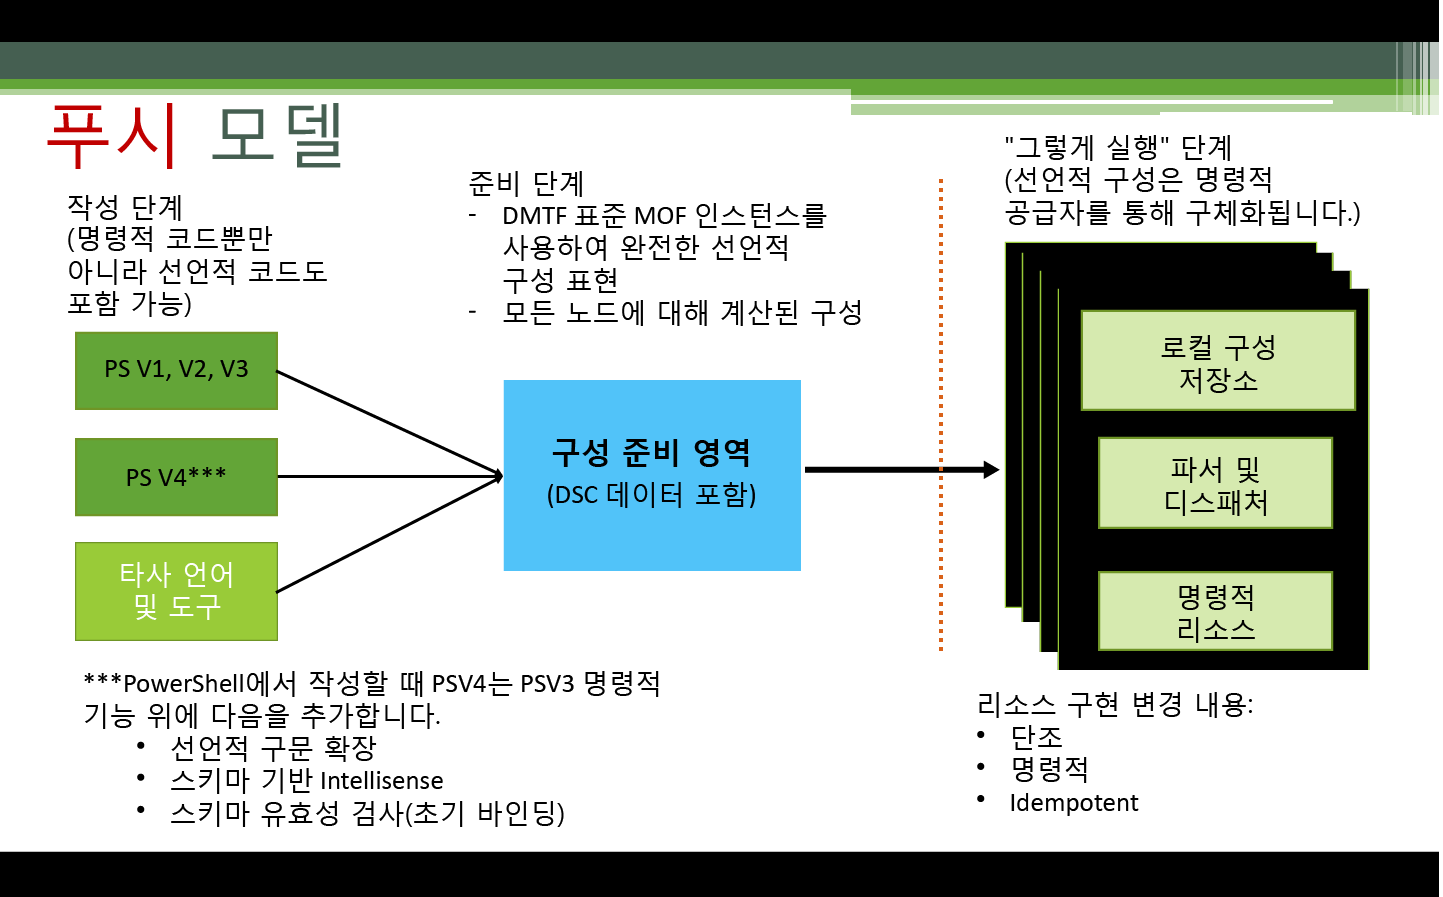 푸시 모델
작성 단계
(명령적 코드뿐만
아니라 선언적 코드도
포함 가능)
준비 단계
- DMTF 표준 MOF 인스턴스를
사용하여 완전한 선언적
구성 표현
- 모든 노드에 대해 계산된 구성
"그렇게 실행" 단계
(선언적 구성은 명령적
공급자를 통해 구체화됩니다.)
PS V1, V2, V3
PS V4***
타사 언어
및 도구
구성 준비 영역
(DSC 데이터 포함)
로컬 구성
저장소
파서 및
디스패처
명령적
리소스
***PowerShell에서 작성할 때 PSV4는 PSV3 명령적
기능 위에 다음을 추가합니다.
• 선언적 구문 확장
• 스키마 기반 Intellisense
• 스키마 유효성 검사(초기 바인딩)
리소스 구현 변경 내용:
• 단조
• 명령적
• Idempotent